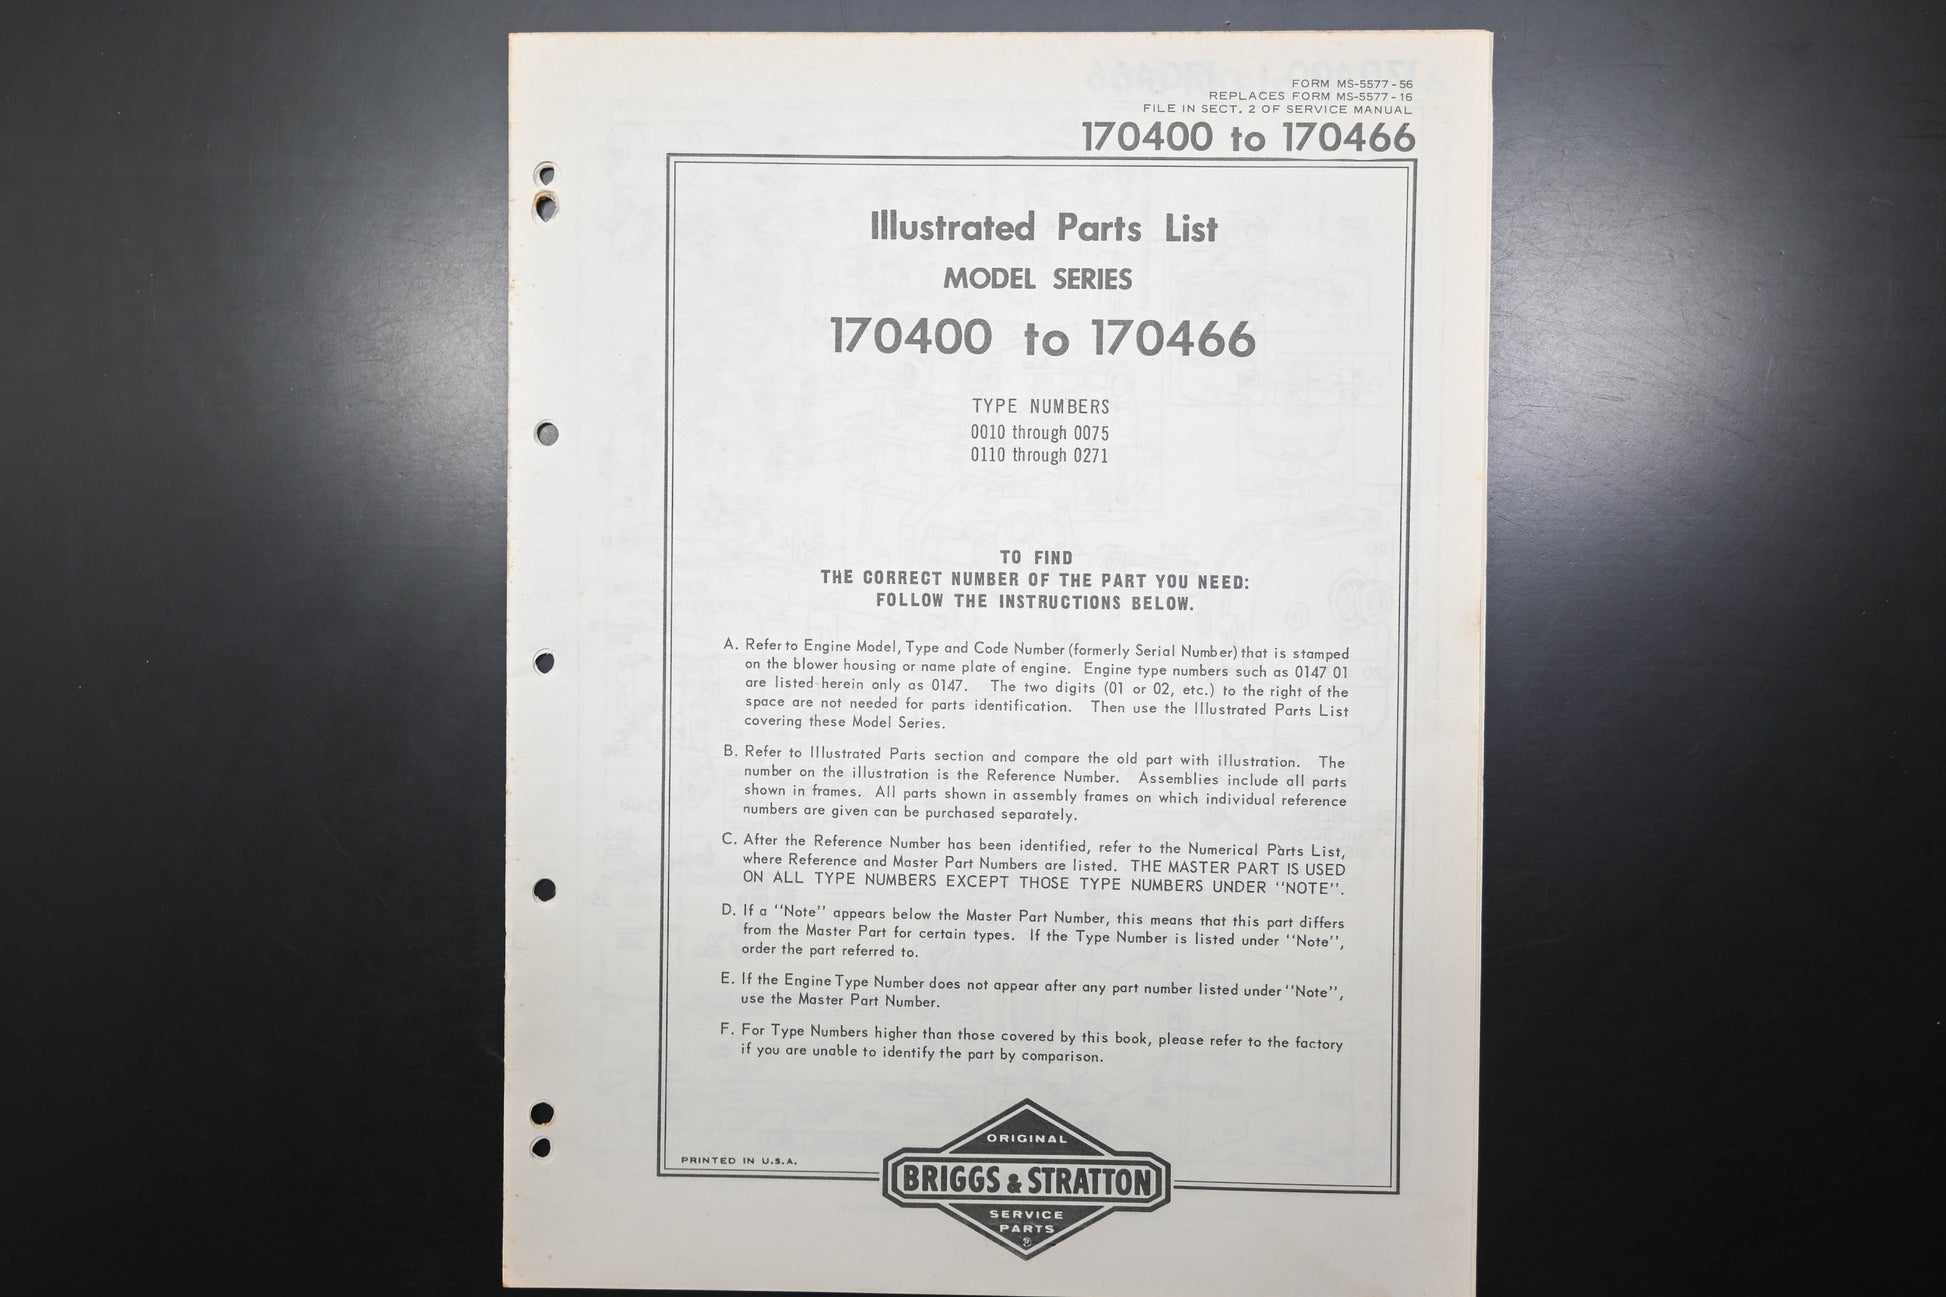 FORM MS-5577-56
REPLACES FORM MS-5577-16
FILE IN SECT. 2 OF SERVICE MANUAL
170400 to 170466
Illustrated Parts List
MODEL SERIES
170400 to 170466
TYPE NUMBERS
0010 through 0075
0110 through 0271
TO FIND
THE CORRECT NUMBER OF THE PART YOU NEED:
FOLLOW THE INSTRUCTIONS BELOW.
A. Refer to Engine Model, Type and Code Number (formerly Serial Number) that is stamped
on the blower housing or name plate of engine. Engine type numbers such as 0147 01
are listed herein only as 0147. The two digits (01 or 02, etc.) to the right of the
space are not needed for parts identification. Then use the Illustrated Parts List
covering these Model Series.
B. Refer to Illustrated Parts section and compare the old part with illustration. The
number on the illustration is the Reference Number. Assemblies include all parts
shown in frames. All parts shown in assembly frames on which individual reference
numbers are given can be purchased separately.
C. After the Reference Number has been identified, refer to the Numerical Parts List,
where Reference and Master Part Numbers are listed. THE MASTER PART IS USED
ON ALL TYPE NUMBERS EXCEPT THOSE TYPE NUMBERS UNDER "NOTE".
D. If a "Note" appears below the Master Part Number, this means that this part differs
from the Master Part for certain types. If the Type Number is listed under "Note",
order the part referred to.
E. If the Engine Type Number does not appear after any part number listed under "Note",
use the Master Part Number.
F. For Type Numbers higher than those covered by this book, please refer to the factory
if you are unable to identify the part by comparison.
PRINTED IN U.S.A.
ORIGINAL
BRIGGS & STRATTON
SERVICE
PARTS
®